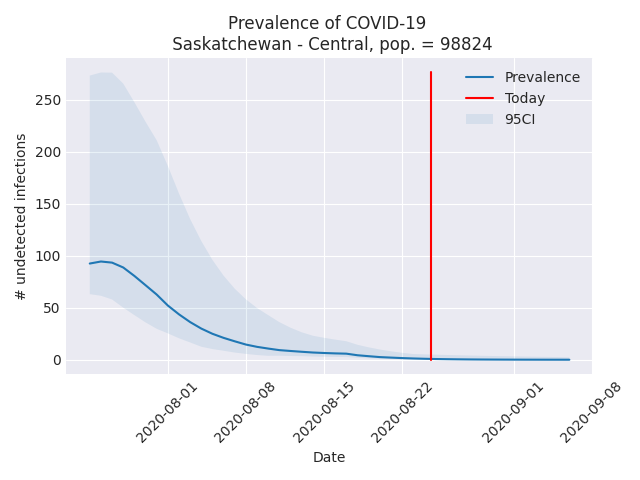 Prevalence of COVID-19
Saskatchewan - Central, pop. = 98824
Prevalence
Today
95CI
# undetected infections
250
200
150
100
50
0
2020-08-01
2020-08-08
2020-08-15
2020-08-22
2020-09-01
2020-09-08
Date